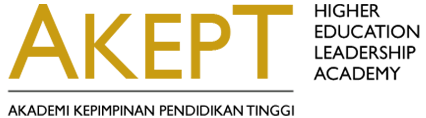 AKEPT
AKADEMI KEPIMPINAN PENDIDIKAN TINGGI
HIGHER
EDUCATION
LEADERSHIP
ACADEMY